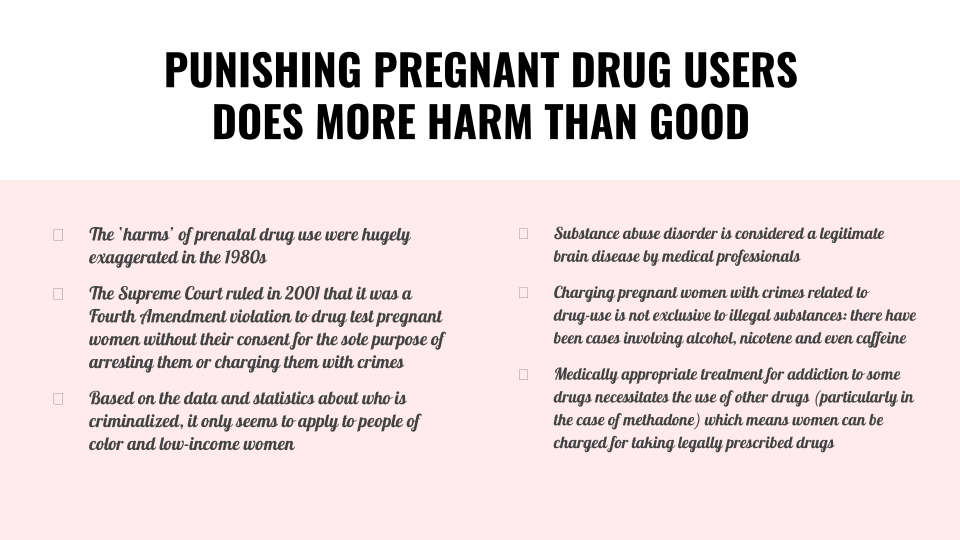 PUNISHING PREGNANT DRUG USERS
DOES MORE HARM THAN GOOD
The ‘harms’ of prenatal drug use were hugely
exaggerated in the 1980s
The Supreme Court ruled in 2001 that it was a
Fourth Amendment violation to drug test pregnant
women without their consent for the sole purpose of
arresting them or charging them with crimes
Based on the data and statistics about who is
criminalized, it only seems to apply to people of
color and low-income women
Substance abuse disorder is considered a legitimate
brain disease by medical professionals
Charging pregnant women with crimes related to
drug-use is not exclusive to illegal substances: there have
been cases involving alcohol, nicotine and even caffeine
Medically appropriate treatment for addiction to some
drugs necessitates the use of other drugs (particularly in
the case of methadone) which means women can be
charged for taking legally prescribed drugs